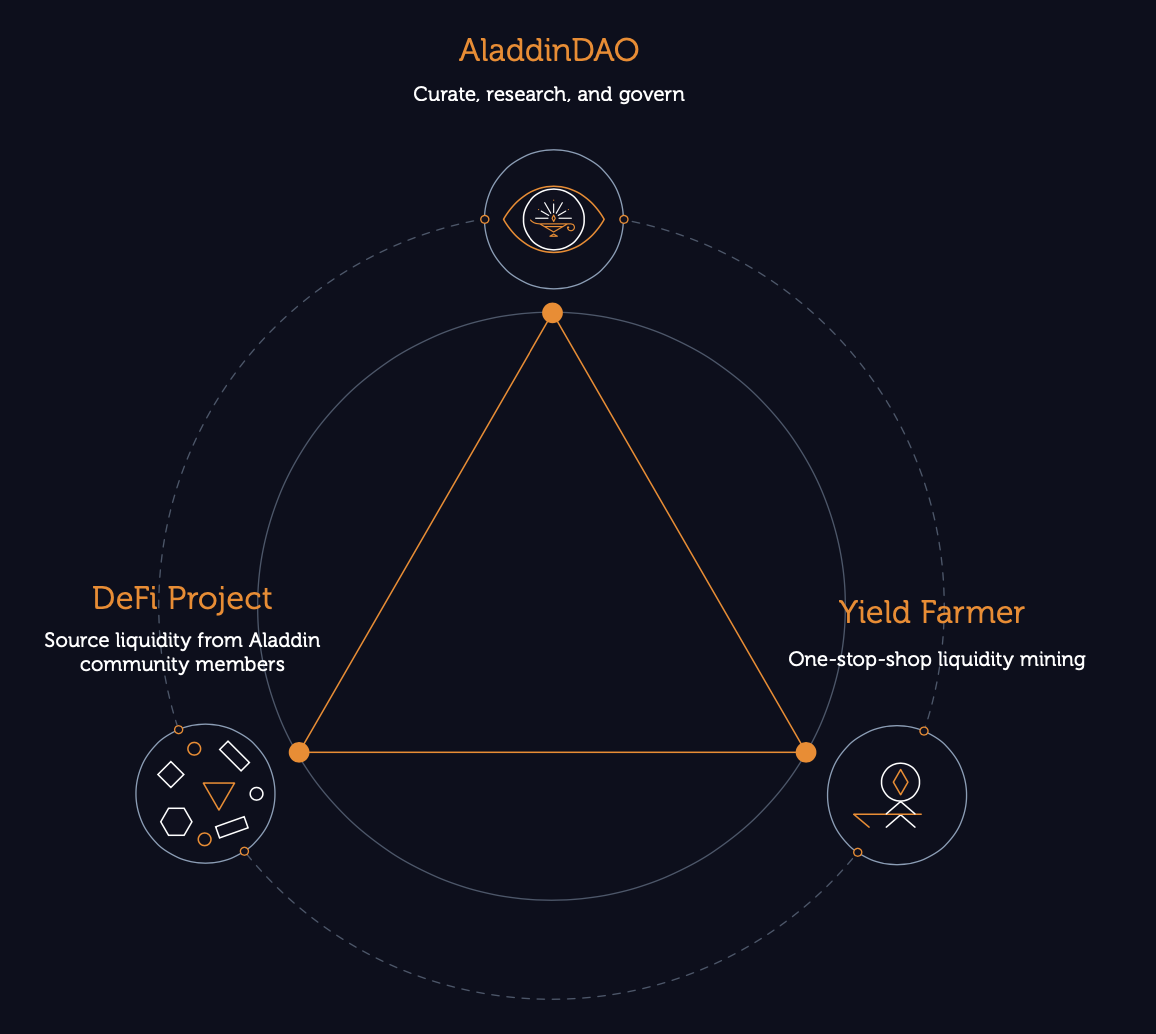 AladdinDAO
Curate, research, and govern
DeFi Project
Source liquidity from Aladdin
community members
Yield Farmer
One-stop-shop liquidity mining